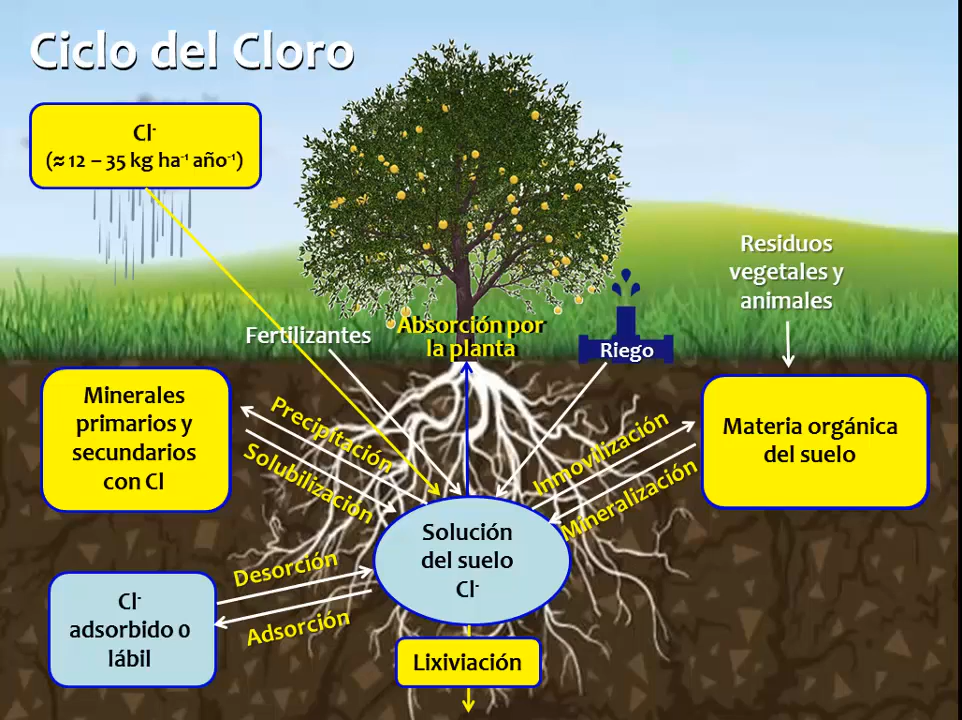 Ciclo del Cloro
Cl⁻
(≈ 12 – 35 kg ha⁻¹ año⁻¹)
Residuos
vegetales y
animales
Fertilizantes
Absorción por
la planta
Riego
Minerales
primarios y
secundarios
con Cl
Precipitación
Solubilización
Inmovilización
Mineralización
Materia orgánica
del suelo
Solución
del suelo
Cl⁻
Desorción
Adsorción
Cl⁻
adsorbido 0
lábil
Lixiviación